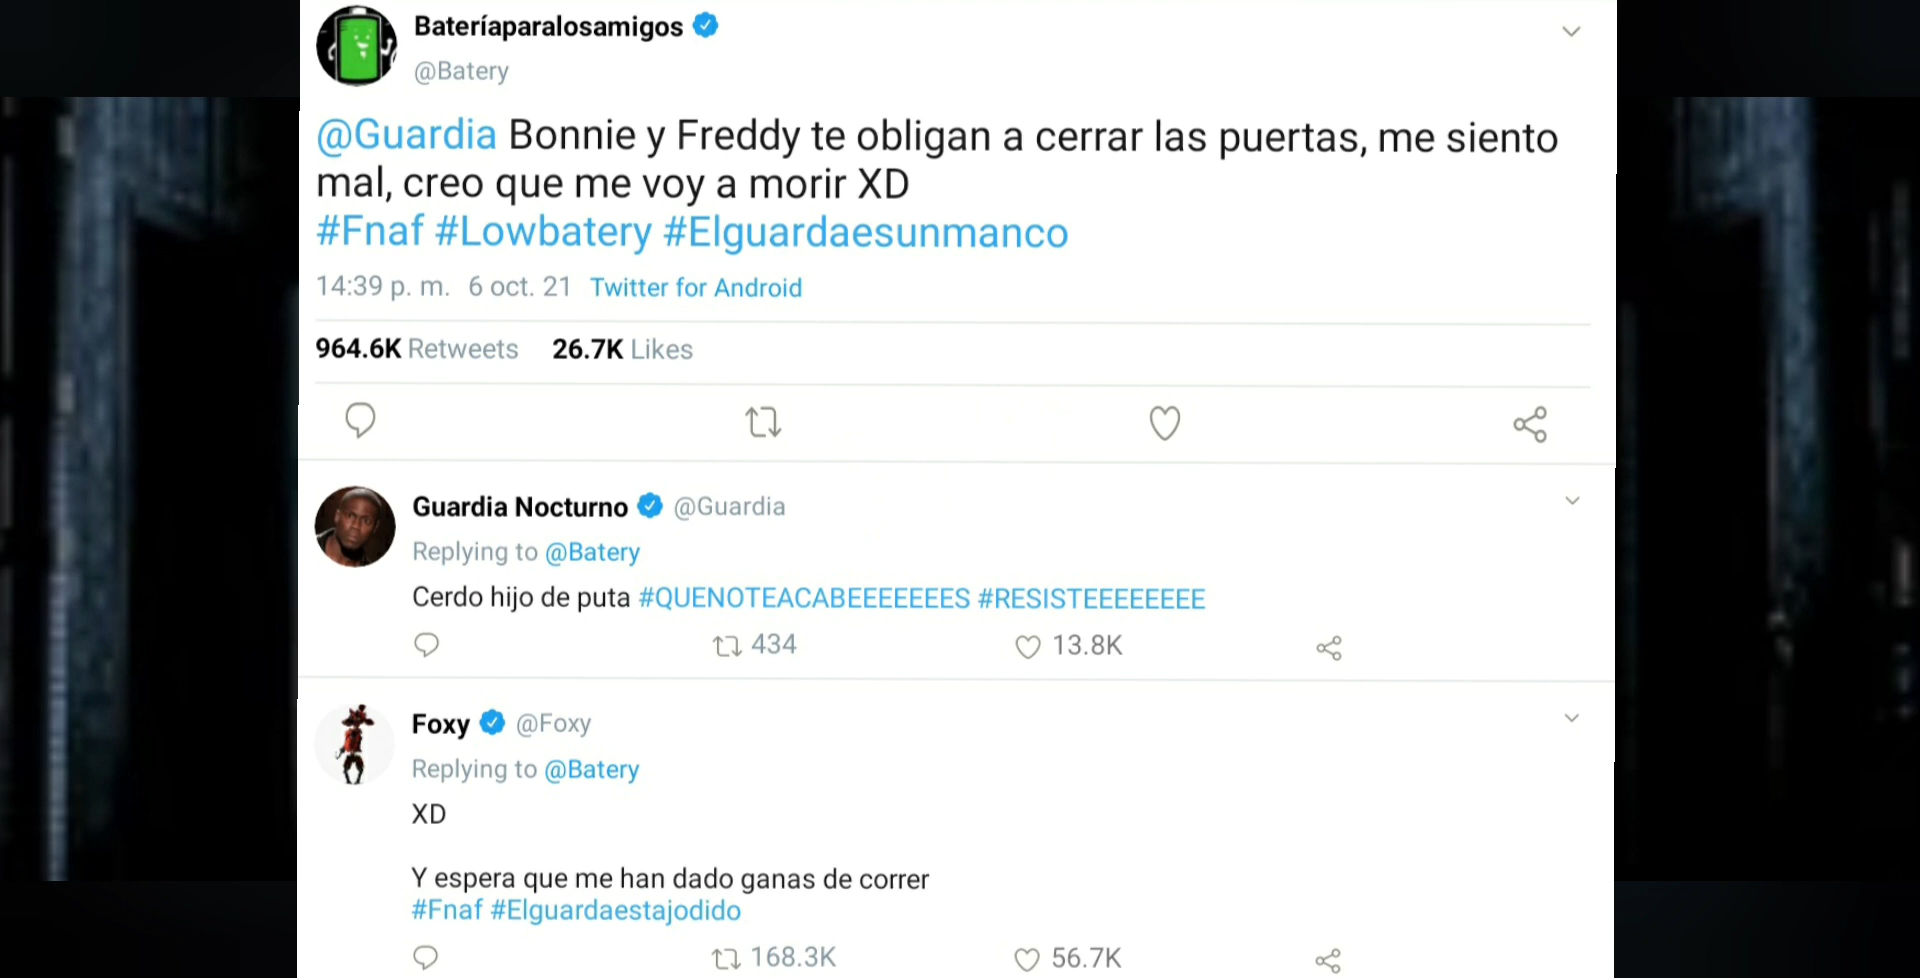 Bateríaparalosamigos
@Batery
@Guardia Bonnie y Freddy te obligan a cerrar las puertas, me siento
mal, creo que me voy a morir XD
#Fnaf #Lowbatery #Elguardaesunmanco
14:39 p. m. 6 oct. 21 Twitter for Android
964.6K Retweets 26.7K Likes
Guardia Nocturno @Guardia
Replying to @Batery
Cerdo hijo de puta #QUENOTEACABEEEEEEES #RESISTEEEEEEEE
434 13.8K
Foxy @Foxy
Replying to @Batery
XD
Y espera que me han dado ganas de correr
#Fnaf #Elguardaestajodido
168.3K 56.7K